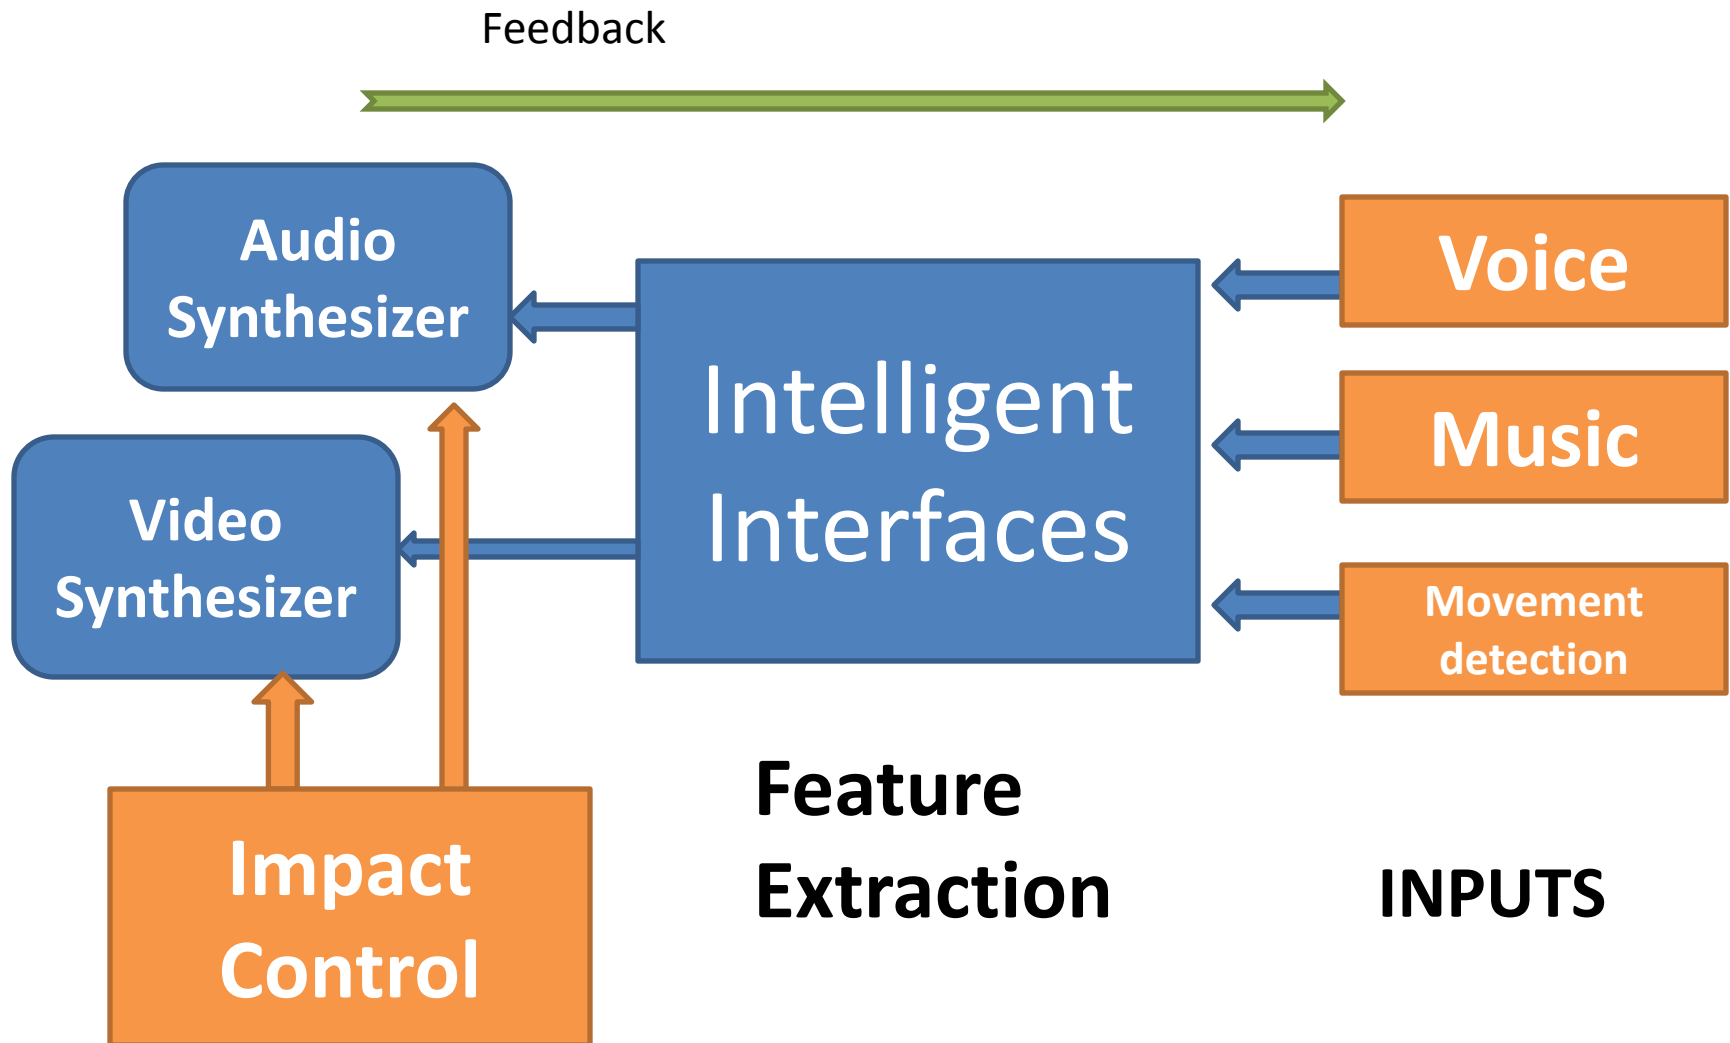 Feedback
Audio
Synthesizer
Voice
Intelligent
Interfaces
Music
Video
Synthesizer
Movement
detection
Feature
Extraction
INPUTS
Impact
Control